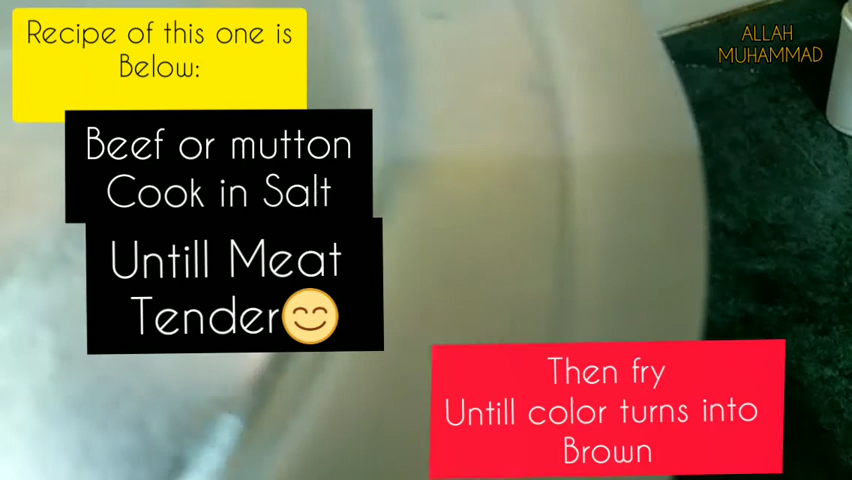 Recipe of this one is
Below:
Beef or mutton
Cook in Salt
Untill Meat
Tender😊
Then fry
Untill color turns into
Brown
ALLAH
MUHAMMAD